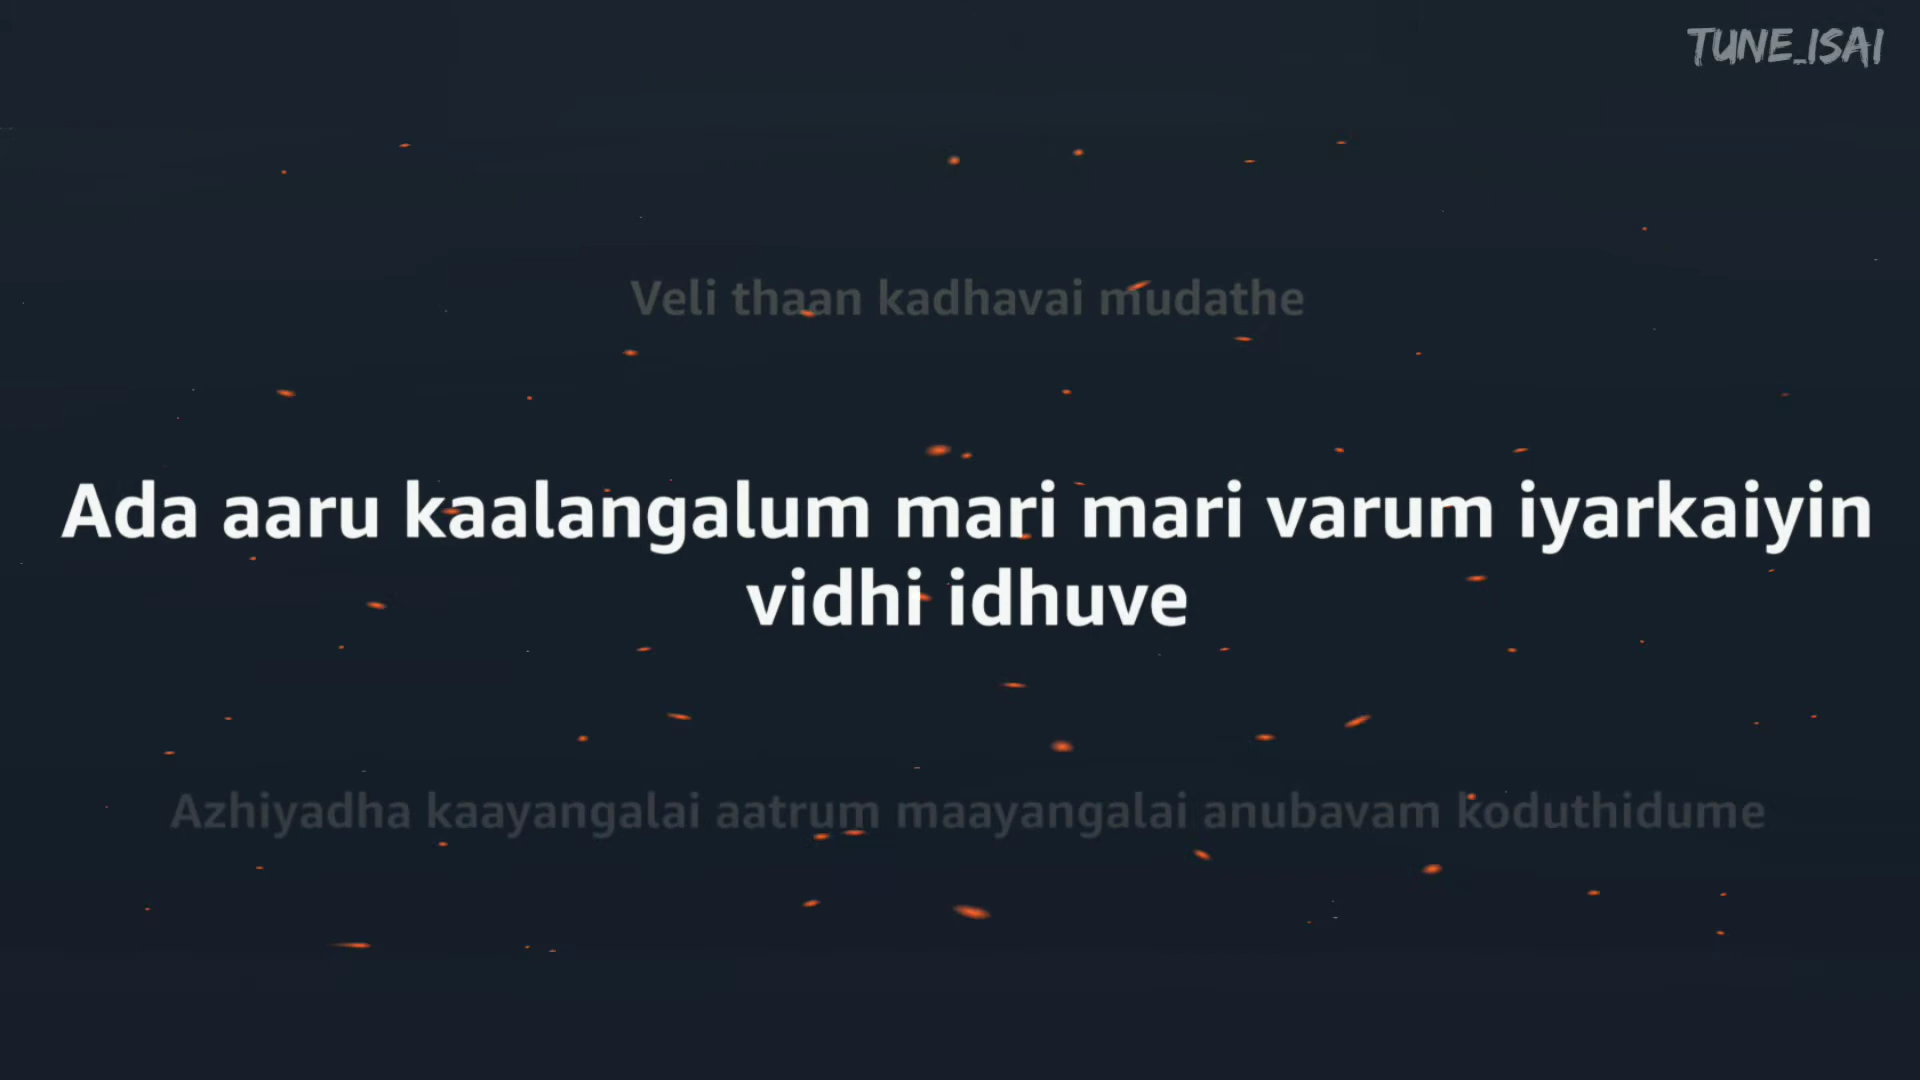 TUNE_ISAI
Veli thaan kadhavai mudathe
Ada aaru kaalangalum mari mari varum iyarkaiyin
vidhi idhuve
Azhiyadha kaayangalai aatrum maayangalai anubavam koduthidume